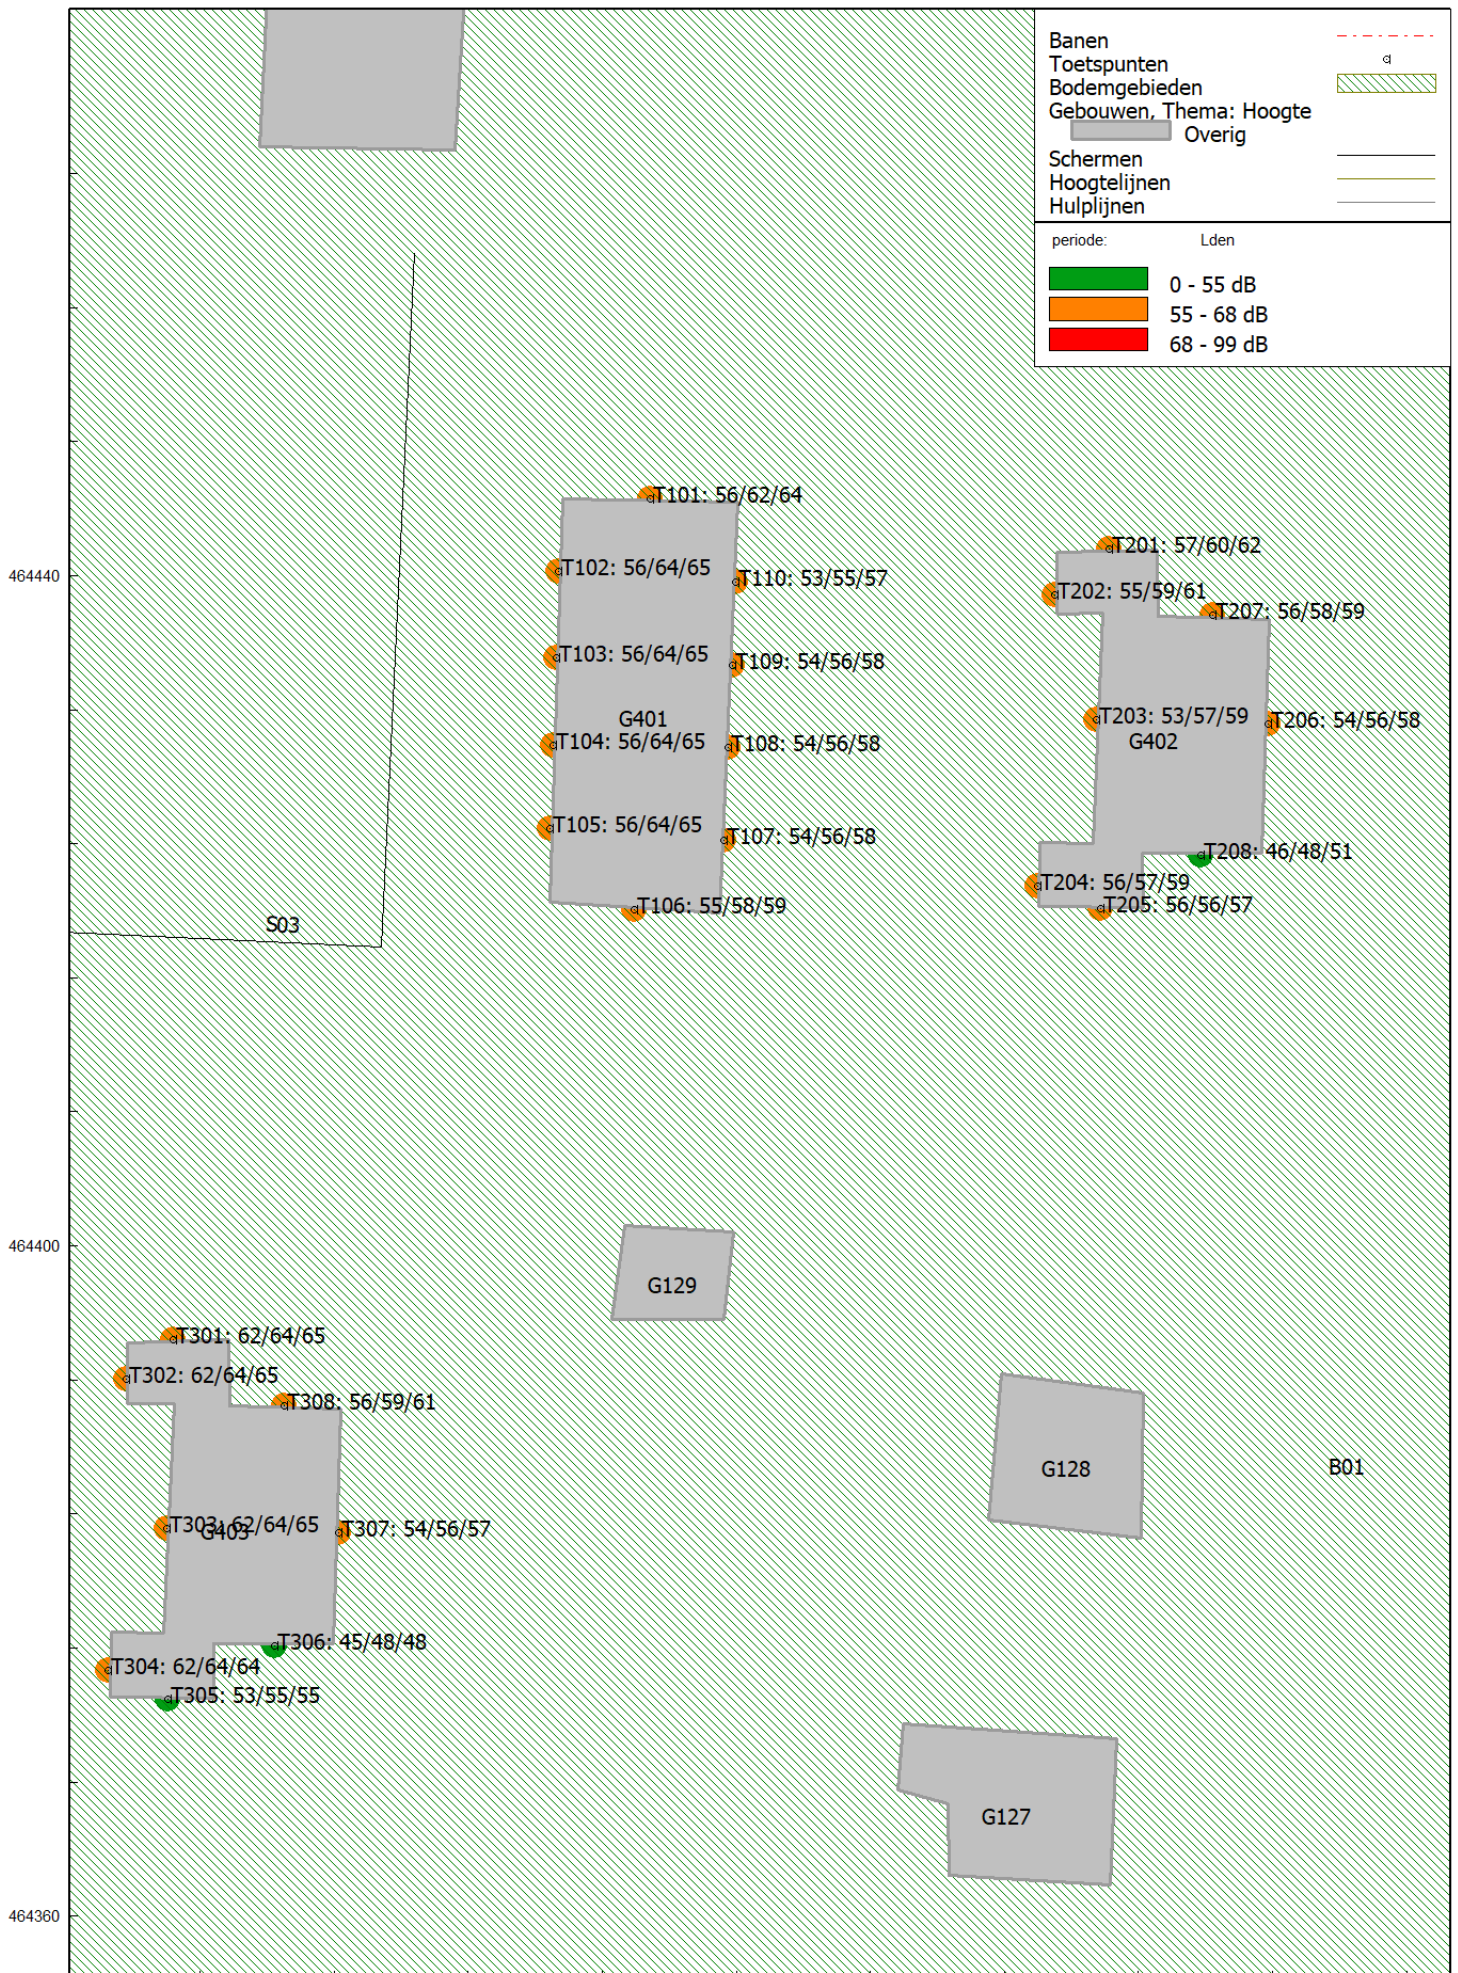 Banen
Toetspunten
Bodemgebieden
Gebouwen, Thema: Hoogte
Overig
Schermen
Hoogtelijnen
Hulplijnen
periode: Lden
0 - 55 dB
55 - 68 dB
68 - 99 dB
T101: 56/62/64
T201: 57/60/62
464440
T102: 56/64/65
T110: 53/55/57
T202: 55/59/61
T207: 56/58/59
T103: 56/64/65
T109: 54/56/58
G401
T203: 53/57/59
T206: 54/56/58
T104: 56/64/65
T108: 54/56/58
G402
T105: 56/64/65
T107: 54/56/58
T208: 46/48/51
T204: 56/57/59
T106: 55/58/59
T205: 56/56/57
S03
464400
G129
T301: 62/64/65
T302: 62/64/65
T308: 56/59/61
G128
B01
T303: 62/64/65
G403
T307: 54/56/57
T306: 45/48/48
T304: 62/64/64
T305: 53/55/55
G127
464360